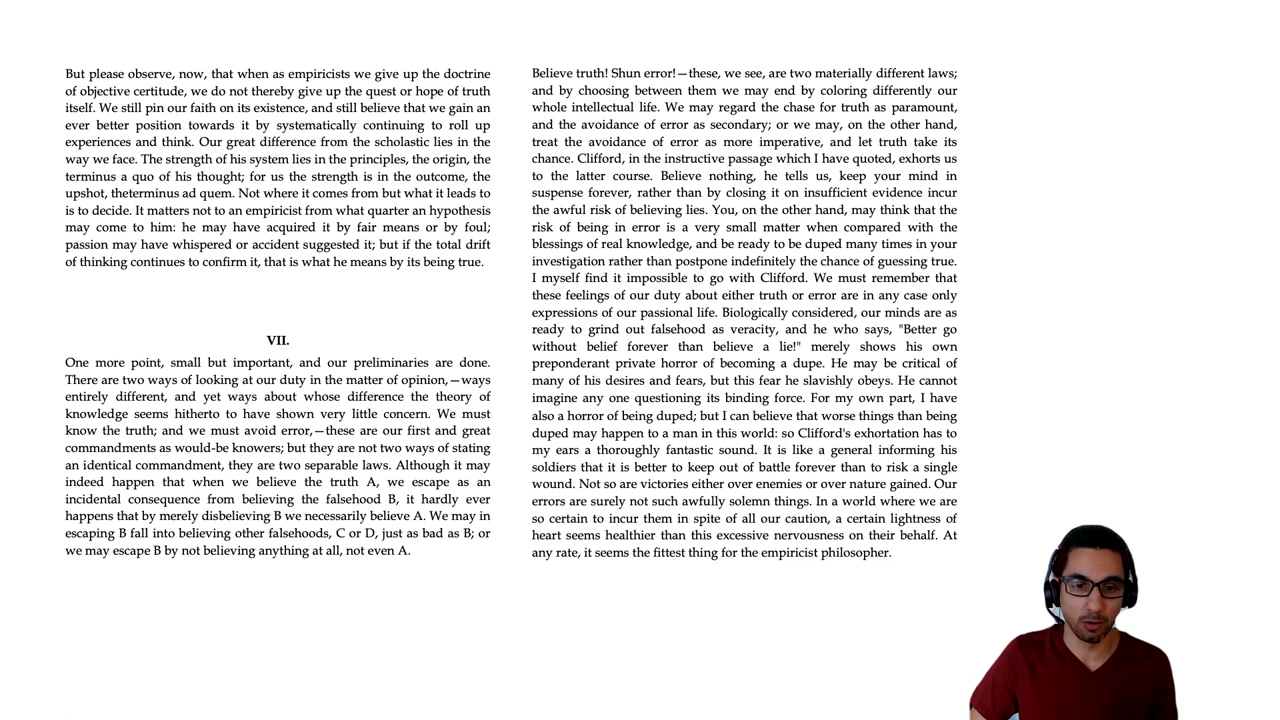 But please observe, now, that when as empiricists we give up the doctrine
of objective certitude, we do not thereby give up the quest or hope of truth
itself. We still pin our faith on its existence, and still believe that we gain an
ever better position towards it by systematically continuing to roll up
experiences and think. Our great difference from the scholastic lies in the
way we face. The strength of his system lies in the principles, the origin, the
terminus a quo of his thought; for us the strength is in the outcome, the
upshot, theterminus ad quem. Not where it comes from but what it leads to
is to decide. It matters not to an empiricist from what quarter an hypothesis
may come to him: he may have acquired it by fair means or by foul;
passion may have whispered or accident suggested it; but if the total drift
of thinking continues to confirm it, that is what he means by its being true.
VII.
One more point, small but important, and our preliminaries are done.
There are two ways of looking at our duty in the matter of opinion,—ways
entirely different, and yet ways about whose difference the theory of
knowledge seems hitherto to have shown very little concern. We must
know the truth; and we must avoid error,—these are our first and great
commandments as would-be knowers; but they are not two ways of stating
an identical commandment, they are two separable laws. Although it may
indeed happen that when we believe the truth A, we escape as an
incidental consequence from believing the falsehood B, it hardly ever
happens that by merely disbelieving B we necessarily believe A. We may in
escaping B fall into believing other falsehoods, C or D, just as bad as B; or
we may escape B by not believing anything at all, not even A.
Believe truth! Shun error!—these, we see, are two materially different laws;
and by choosing between them we may end by coloring differently our
whole intellectual life. We may regard the chase for truth as paramount,
and the avoidance of error as secondary; or we may, on the other hand,
treat the avoidance of error as more imperative, and let truth take its
chance. Clifford, in the instructive passage which I have quoted, exhorts us
to the latter course. Believe nothing, he tells us, keep your mind in
suspense forever, rather than by closing it on insufficient evidence incur
the awful risk of believing lies. You, on the other hand, may think that the
risk of being in error is a very small matter when compared with the
blessings of real knowledge, and be ready to be duped many times in your
investigation rather than postpone indefinitely the chance of guessing true.
I myself find it impossible to go with Clifford. We must remember that
these feelings of our duty about either truth or error are in any case only
expressions of our passional life. Biologically considered, our minds are as
ready to grind out falsehood as veracity, and he who says, "Better go
without belief forever than believe a lie!" merely shows his own
preponderant private horror of becoming a dupe. He may be critical of
many of his desires and fears, but this fear he slavishly obeys. He cannot
imagine any one questioning its binding force. For my own part, I have
also a horror of being duped; but I can believe that worse things than being
duped may happen to a man in this world: so Clifford's exhortation has to
my ears a thoroughly fantastic sound. It is like a general informing his
soldiers that it is better to keep out of battle forever than to risk a single
wound. Not so are victories either over enemies or over nature gained. Our
errors are surely not such awfully solemn things. In a world where we are
so certain to incur them in spite of all our caution, a certain lightness of
heart seems healthier than this excessive nervousness on their behalf. At
any rate, it seems the fittest thing for the empiricist philosopher.